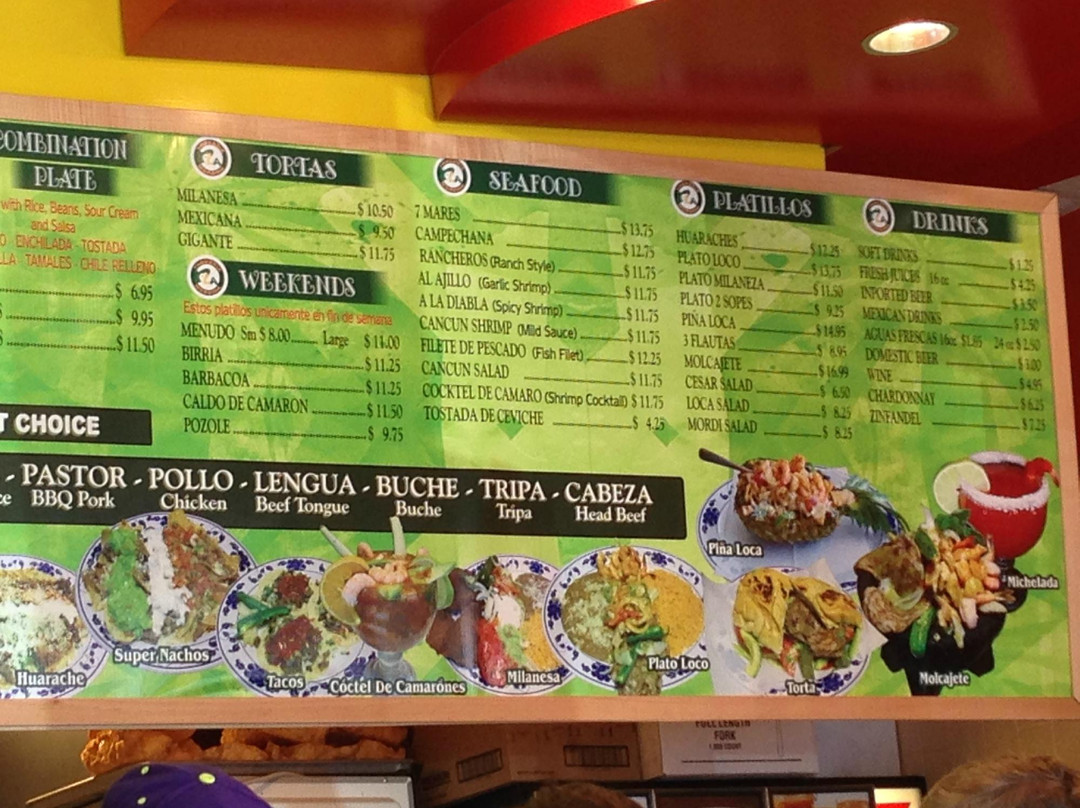 COMBINATION
PLATE
with Rice, Beans, Sour Cream
and Salsa
ENCHILADA TOSTADA
TAMALES CHILE RELLENO
$ 6.95
$ 9.95
$ 11.50
T CHOICE
TORTAS
MILANESA $ 10.50
MEXICANA $ 9.50
GIGANTE $ 11.75
WEEKENDS
Estos platillos unicamente en fin de semana
MENUDO Sm $ 8.00 Large $ 11.00
BIRRIA $ 11.25
BARBACOA $ 11.25
CALDO DE CAMARON $ 11.50
POZOLE $ 9.75
SEAFOOD
7 MARES $ 13.75
CAMPECHANA $ 12.75
RANCHEROS (Ranch Style) $ 11.75
AL AJILLO (Garlic Shrimp) $ 11.75
A LA DIABLA (Spicy Shrimp) $ 11.75
CANCUN SHRIMP (Mild Sauce) $ 11.75
FILETE DE PESCADO (Fish Filet) $ 12.25
CANCUN SALAD $ 11.75
COCKTEL DE CAMARO (Shrimp Cocktail) $ 11.75
TOSTADA DE CEVICHE $ 4.25
PLATILLOS
HUARACHES $ 12.25
PLATO LOCO $ 13.75
PLATO MILANEZA $ 11.50
PLATO 2 SOPES $ 9.25
PIÑA LOCA $ 14.95
3 FLAUTAS $ 8.95
MOLCAJETE $ 16.99
CESAR SALAD $ 6.50
LOCA SALAD $ 8.25
MORDI SALAD $ 8.25
DRINKS
SOFT DRINKS $ 1.25
FRESH JUICES 16 oz $ 4.25
INPORTED BEER $ 3.50
MEXICAN DRINKS $ 2.50
AGUAS FRESCAS 16oz $1.85 24 oz $ 2.50
DOMESTIC BEER $ 3.00
WINE $ 4.95
CHARDONNAY $ 6.25
ZINFANDEL $ 7.25
- PASTOR - POLLO - LENGUA - BUCHE - TRIPA - CABEZA
BBQ Pork Chicken Beef Tongue Buche Tripa Head Beef
Huarache
Super Nachos
Tacos
Cóctel De Camarónes
Milanesa
Plato Loco
Piña Loca
Torta
Molcajete
Michelada
FULL LENGTH
FORK
1,000 COUNT